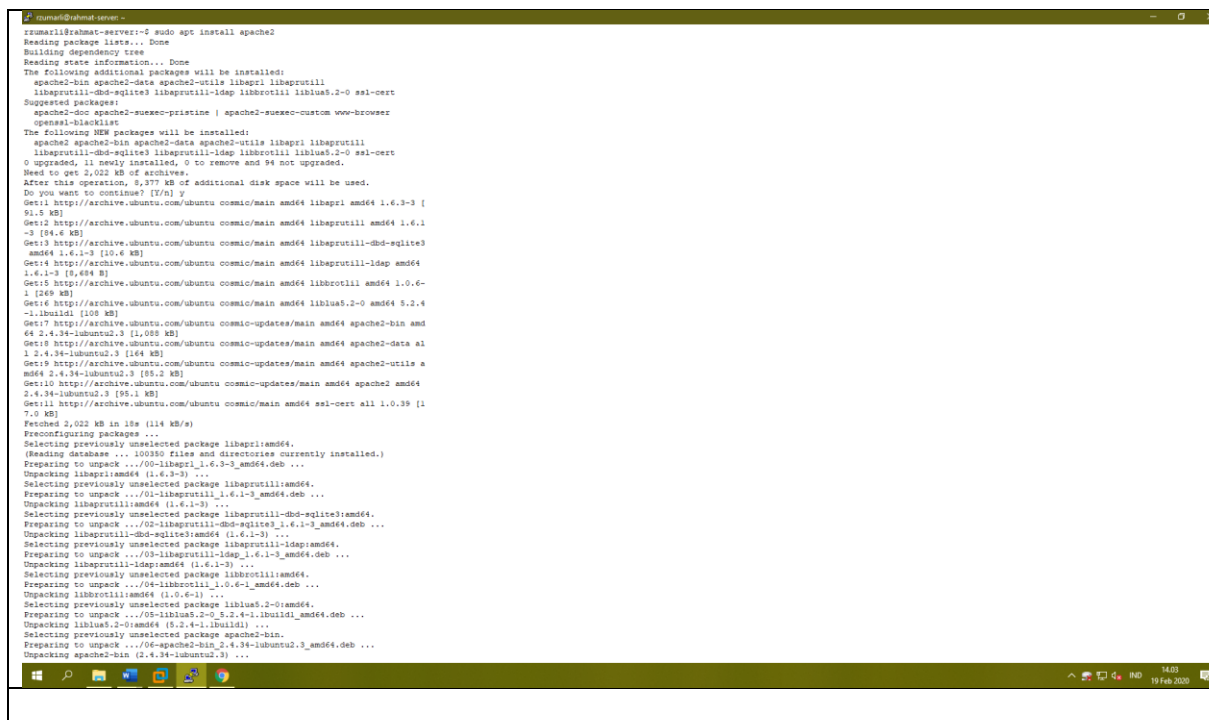 rzumarli@rahmat-server: ~
rzumarli@rahmat-server:~$ sudo apt install apache2
Reading package lists... Done
Building dependency tree
Reading state information... Done
The following additional packages will be installed:
apache2-bin apache2-data apache2-utils libapr1 libaprutil1
libaprutil1-dbd-sqlite3 libaprutil1-ldap libbrotli1 liblua5.2-0 ssl-cert
Suggested packages:
apache2-doc apache2-suexec-pristine | apache2-suexec-custom www-browser
openssl-blacklist
The following NEW packages will be installed:
apache2 apache2-bin apache2-data apache2-utils libapr1 libaprutil1
libaprutil1-dbd-sqlite3 libaprutil1-ldap libbrotli1 liblua5.2-0 ssl-cert
0 upgraded, 11 newly installed, 0 to remove and 94 not upgraded.
Need to get 2,022 kB of archives.
After this operation, 8,377 kB of additional disk space will be used.
Do you want to continue? [Y/n] y
Get:1 http://archive.ubuntu.com/ubuntu cosmic/main amd64 libapr1 amd64 1.6.3-3 [
91.5 kB]
Get:2 http://archive.ubuntu.com/ubuntu cosmic/main amd64 libaprutil1 amd64 1.6.1
-3 [84.6 kB]
Get:3 http://archive.ubuntu.com/ubuntu cosmic/main amd64 libaprutil1-dbd-sqlite3
amd64 1.6.1-3 [10.6 kB]
Get:4 http://archive.ubuntu.com/ubuntu cosmic/main amd64 libaprutil1-ldap amd64
1.6.1-3 [8,684 B]
Get:5 http://archive.ubuntu.com/ubuntu cosmic/main amd64 libbrotli1 amd64 1.0.6-
1 [269 kB]
Get:6 http://archive.ubuntu.com/ubuntu cosmic/main amd64 liblua5.2-0 amd64 5.2.4
-1.1build1 [108 kB]
Get:7 http://archive.ubuntu.com/ubuntu cosmic-updates/main amd64 apache2-bin amd
64 2.4.34-1ubuntu2.3 [1,088 kB]
Get:8 http://archive.ubuntu.com/ubuntu cosmic-updates/main amd64 apache2-data al
l 2.4.34-1ubuntu2.3 [164 kB]
Get:9 http://archive.ubuntu.com/ubuntu cosmic-updates/main amd64 apache2-utils a
md64 2.4.34-1ubuntu2.3 [85.2 kB]
Get:10 http://archive.ubuntu.com/ubuntu cosmic-updates/main amd64 apache2 amd64
2.4.34-1ubuntu2.3 [95.1 kB]
Get:11 http://archive.ubuntu.com/ubuntu cosmic/main amd64 ssl-cert all 1.0.39 [1
7.0 kB]
Fetched 2,022 kB in 18s (114 kB/s)
Preconfiguring packages ...
Selecting previously unselected package libapr1:amd64.
(Reading database ... 100350 files and directories currently installed.)
Preparing to unpack .../00-libapr1_1.6.3-3_amd64.deb ...
Unpacking libapr1:amd64 (1.6.3-3) ...
Selecting previously unselected package libaprutil1:amd64.
Preparing to unpack .../01-libaprutil1_1.6.1-3_amd64.deb ...
Unpacking libaprutil1:amd64 (1.6.1-3) ...
Selecting previously unselected package libaprutil1-dbd-sqlite3:amd64.
Preparing to unpack .../02-libaprutil1-dbd-sqlite3_1.6.1-3_amd64.deb ...
Unpacking libaprutil1-dbd-sqlite3:amd64 (1.6.1-3) ...
Selecting previously unselected package libaprutil1-ldap:amd64.
Preparing to unpack .../03-libaprutil1-ldap_1.6.1-3_amd64.deb ...
Unpacking libaprutil1-ldap:amd64 (1.6.1-3) ...
Selecting previously unselected package libbrotli1:amd64.
Preparing to unpack .../04-libbrotli1_1.0.6-1_amd64.deb ...
Unpacking libbrotli1:amd64 (1.0.6-1) ...
Selecting previously unselected package liblua5.2-0:amd64.
Preparing to unpack .../05-liblua5.2-0_5.2.4-1.1build1_amd64.deb ...
Unpacking liblua5.2-0:amd64 (5.2.4-1.1build1) ...
Selecting previously unselected package apache2-bin.
Preparing to unpack .../06-apache2-bin_2.4.34-1ubuntu2.3_amd64.deb ...
Unpacking apache2-bin (2.4.34-1ubuntu2.3) ...
IND
14.03
19 Feb 2020